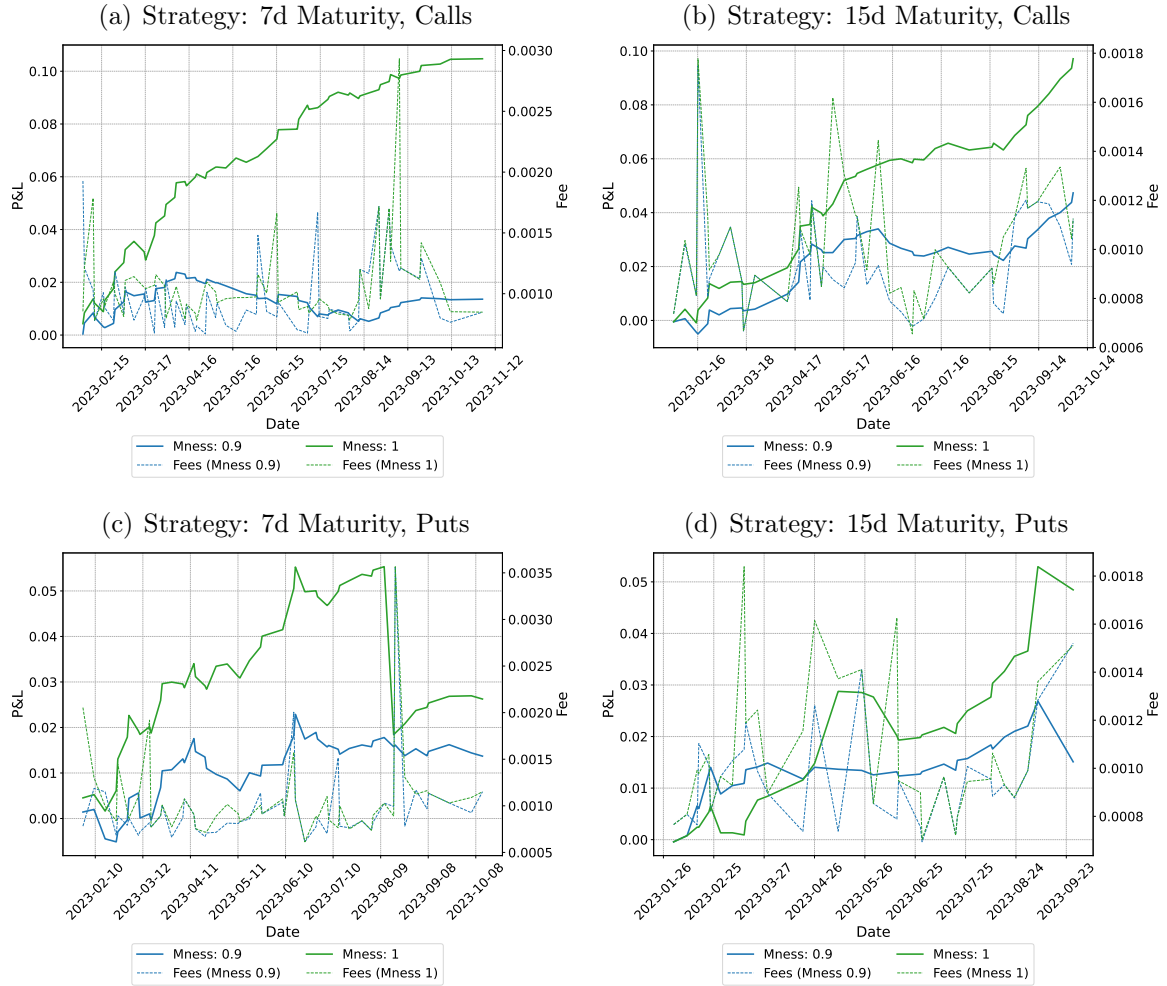 (a) Strategy: 7d Maturity, Calls
0.10
0.08
0.06
0.04
0.02
0.00
P&L
0.0030
0.0025
0.0020
0.0015
0.0010
Fee
2023-02-15
2023-03-17
2023-04-16
2023-05-16
2023-06-15
2023-07-15
2023-08-14
2023-09-13
2023-10-13
2023-11-12
Date
Mness: 0.9
Mness: 1
Fees (Mness 0.9)
Fees (Mness 1)
(b) Strategy: 15d Maturity, Calls
0.10
0.08
0.06
0.04
0.02
0.00
P&L
0.0018
0.0016
0.0014
0.0012
0.0010
0.0008
0.0006
Fee
2023-02-16
2023-03-18
2023-04-17
2023-05-17
2023-06-16
2023-07-16
2023-08-15
2023-09-14
2023-10-14
Date
Mness: 0.9
Mness: 1
Fees (Mness 0.9)
Fees (Mness 1)
(c) Strategy: 7d Maturity, Puts
0.05
0.04
0.03
0.02
0.01
0.00
P&L
0.0035
0.0030
0.0025
0.0020
0.0015
0.0010
0.0005
Fee
2023-02-10
2023-03-12
2023-04-11
2023-05-11
2023-06-10
2023-07-10
2023-08-09
2023-09-08
2023-10-08
Date
Mness: 0.9
Mness: 1
Fees (Mness 0.9)
Fees (Mness 1)
(d) Strategy: 15d Maturity, Puts
0.05
0.04
0.03
0.02
0.01
0.00
P&L
0.0018
0.0016
0.0014
0.0012
0.0010
0.0008
Fee
2023-01-26
2023-02-25
2023-03-27
2023-04-26
2023-05-26
2023-06-25
2023-07-25
2023-08-24
2023-09-23
Date
Mness: 0.9
Mness: 1
Fees (Mness 0.9)
Fees (Mness 1)